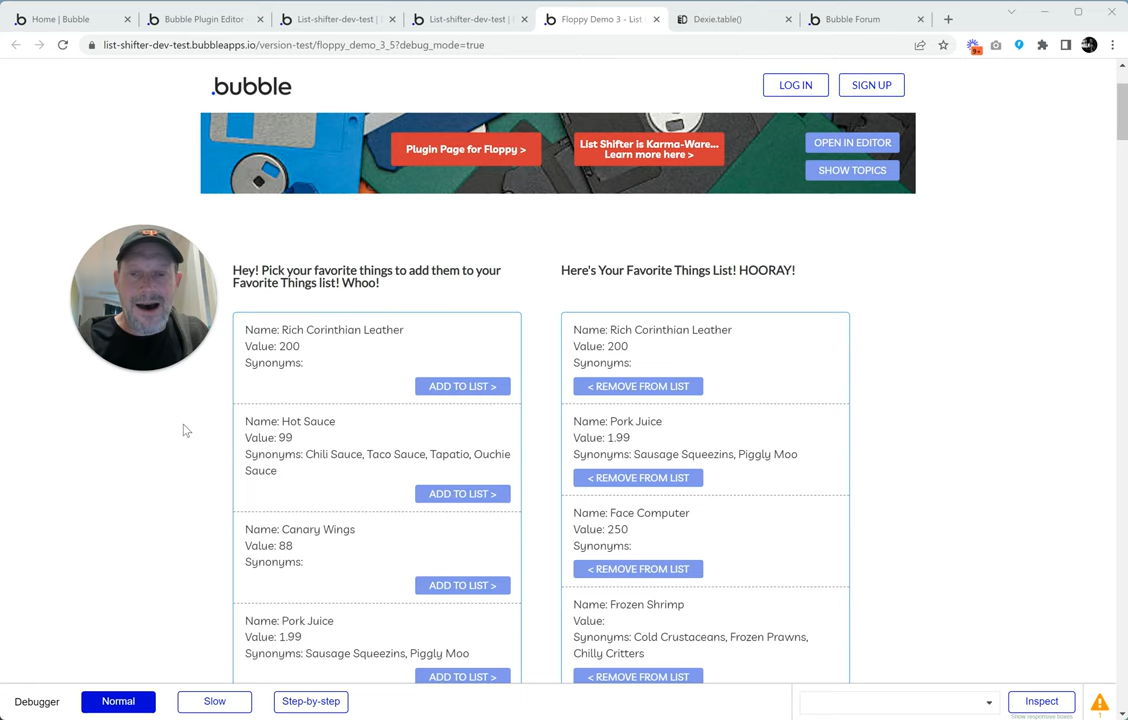 Home | Bubble
Bubble Plugin Editor -
List-shifter-dev-test |
List-shifter-dev-test |
Floppy Demo 3 - List
Dexie.table()
Bubble Forum
list-shifter-dev-test.bubbleapps.io/version-test/floppy_demo_3_5?debug_mode=true
9+
.bubble
LOG IN
SIGN UP
Plugin Page for Floppy >
List Shifter is Karma-Ware...
Learn more here >
OPEN IN EDITOR
SHOW TOPICS
Hey! Pick your favorite things to add them to your
Favorite Things list! Whoo!
Name: Rich Corinthian Leather
Value: 200
Synonyms:
ADD TO LIST >
Name: Hot Sauce
Value: 99
Synonyms: Chili Sauce, Taco Sauce, Tapatio, Ouchie
Sauce
ADD TO LIST >
Name: Canary Wings
Value: 88
Synonyms:
ADD TO LIST >
Name: Pork Juice
Value: 1.99
Synonyms: Sausage Squeezins, Piggly Moo
ADD TO LIST >
Here's Your Favorite Things List! HOORAY!
Name: Rich Corinthian Leather
Value: 200
Synonyms:
< REMOVE FROM LIST
Name: Pork Juice
Value: 1.99
Synonyms: Sausage Squeezins, Piggly Moo
< REMOVE FROM LIST
Name: Face Computer
Value: 250
Synonyms:
< REMOVE FROM LIST
Name: Frozen Shrimp
Value:
Synonyms: Cold Crustaceans, Frozen Prawns,
Chilly Critters
< REMOVE FROM LIST
Debugger
Normal
Slow
Step-by-step
Inspect
Show responsive boxes
1